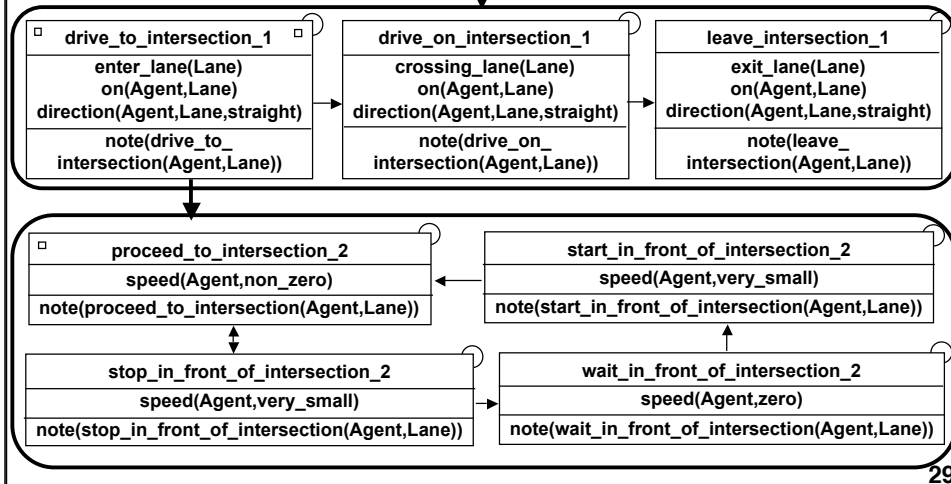 drive_to_intersection_1
enter_lane(Lane)
on(Agent,Lane)
direction(Agent,Lane,straight)
note(drive_to_
intersection(Agent,Lane))
drive_on_intersection_1
crossing_lane(Lane)
on(Agent,Lane)
direction(Agent,Lane,straight)
note(drive_on_
intersection(Agent,Lane))
leave_intersection_1
exit_lane(Lane)
on(Agent,Lane)
direction(Agent,Lane,straight)
note(leave_
intersection(Agent,Lane))
proceed_to_intersection_2
speed(Agent,non_zero)
note(proceed_to_intersection(Agent,Lane))
start_in_front_of_intersection_2
speed(Agent,very_small)
note(start_in_front_of_intersection(Agent,Lane))
stop_in_front_of_intersection_2
speed(Agent,very_small)
note(stop_in_front_of_intersection(Agent,Lane))
wait_in_front_of_intersection_2
speed(Agent,zero)
note(wait_in_front_of_intersection(Agent,Lane))
29